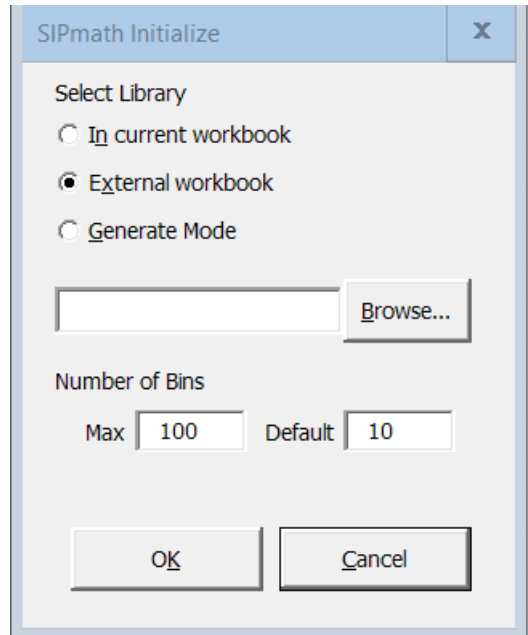 SIPmath Initialize x
Select Library
In current workbook
External workbook
Generate Mode
Browse...
Number of Bins
Max 100 Default 10
OK Cancel